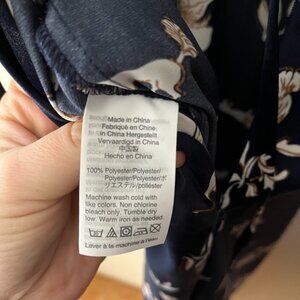 Made in China
Fabriqué en Chine
in China Hergestellt
Vervaardigd in China
中国製
Hecho en China
100% Polyester/Polyester/
Polyester/Polyester/ポ
リエステル/poliéster
Machine wash cold with
like colors. Non chlorine
bleach only. Tumble dry
low. Warm iron as needed.
Laver à la machine à l'eau